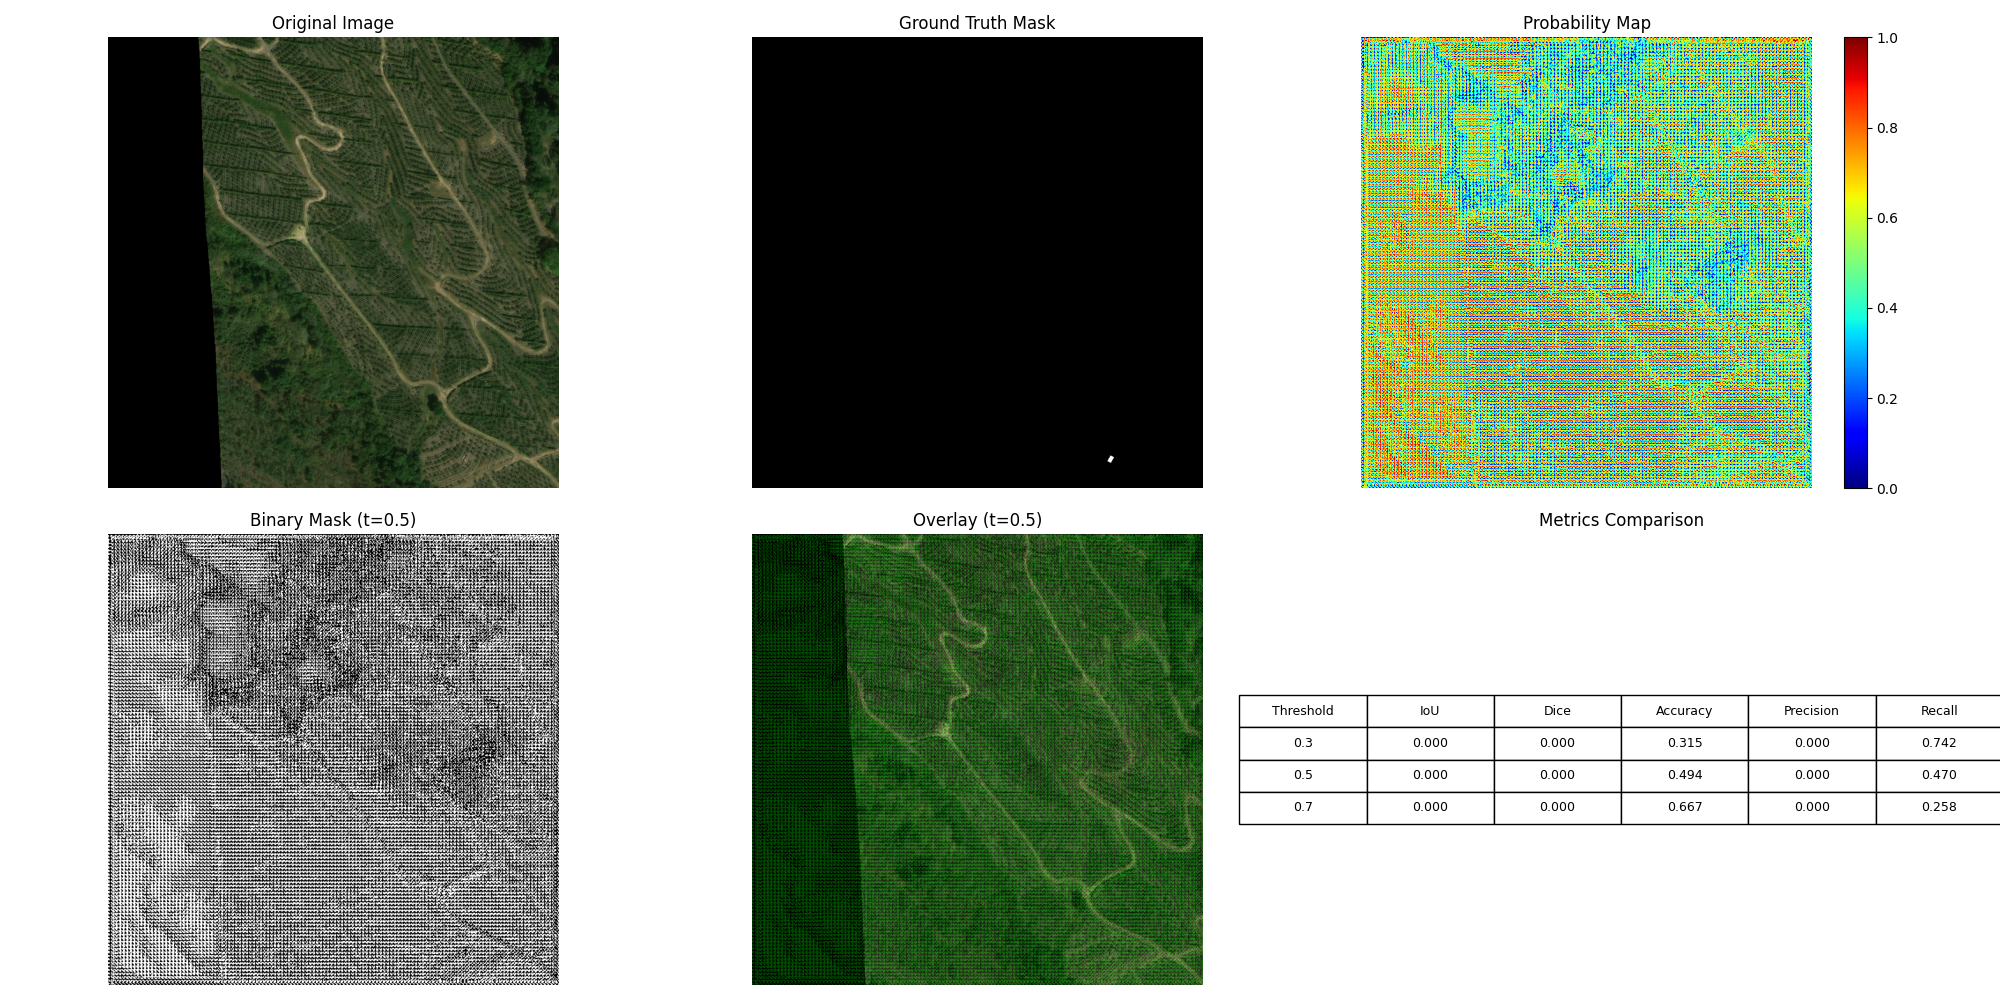 Original Image
Ground Truth Mask
Probability Map
1.0
0.8
0.6
0.4
0.2
0.0
Binary Mask (t=0.5)
Overlay (t=0.5)
Metrics Comparison
Threshold IoU Dice Accuracy Precision Recall
0.3 0.000 0.000 0.315 0.000 0.742
0.5 0.000 0.000 0.494 0.000 0.470
0.7 0.000 0.000 0.667 0.000 0.258